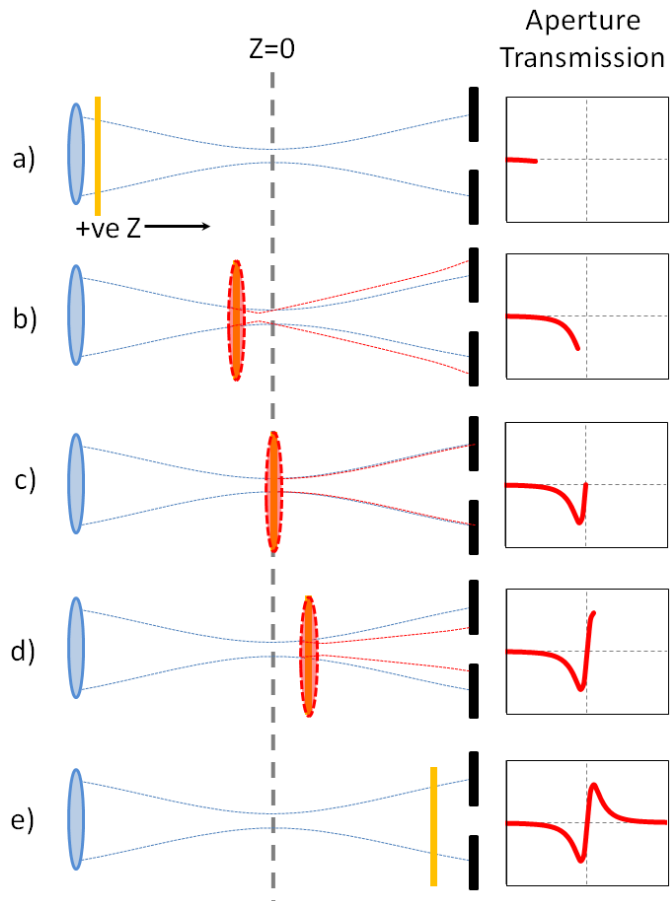 Aperture
Transmission
Z=0
a)
+ve Z
b)
c)
d)
e)